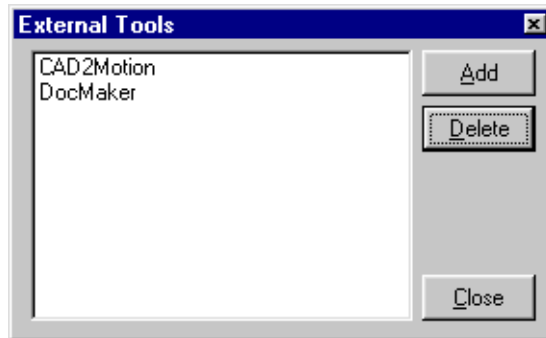 External Tools
CAD2Motion
DocMaker
Add
Delete
Close